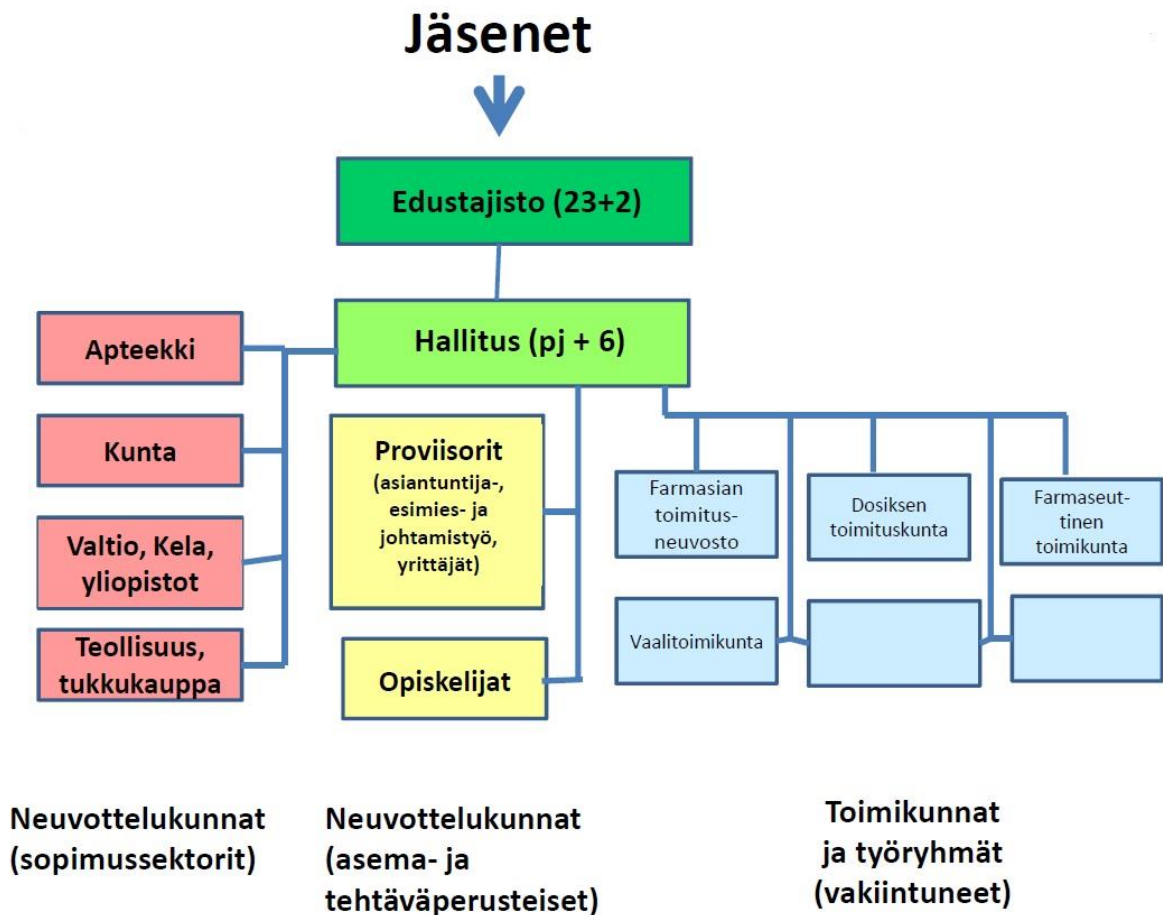 Jäsenet
Edustajisto (23+2)
Hallitus (pj + 6)
Apteekki
Kunta
Valtio, Kela,
yliopistot
Teollisuus,
tukkukauppa
Proviisorit
(asiantuntija-,
esimies- ja
johtamistyö,
yrittäjät)
Opiskelijat
Farmasian
toimitus-
neuvosto
Dosiksen
toimituskunta
Farmaseut-
tinen
toimikunta
Vaalitoimikunta
Neuvottelukunnat
(sopimussektorit)
Neuvottelukunnat
(asema- ja
tehtäväperusteiset)
Toimikunnat
ja työryhmät
(vakiintuneet)